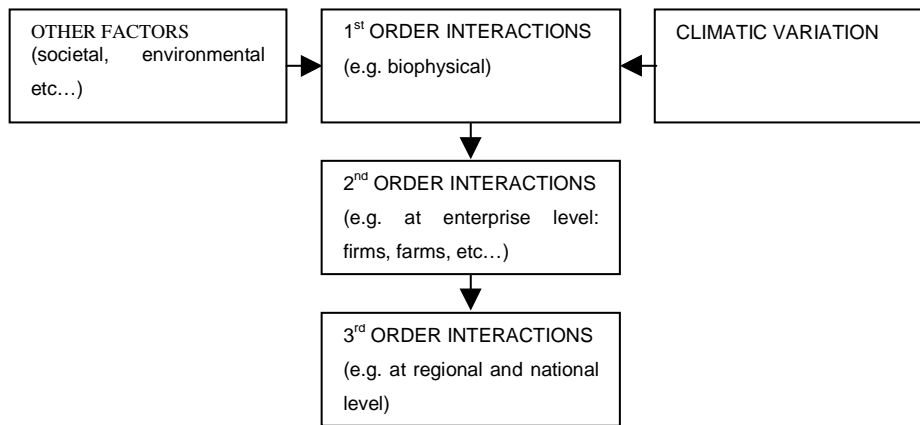 OTHER FACTORS
(societal, environmental
etc…)
1st ORDER INTERACTIONS
(e.g. biophysical)
CLIMATIC VARIATION
2nd ORDER INTERACTIONS
(e.g. at enterprise level:
firms, farms, etc…)
3rd ORDER INTERACTIONS
(e.g. at regional and national
level)